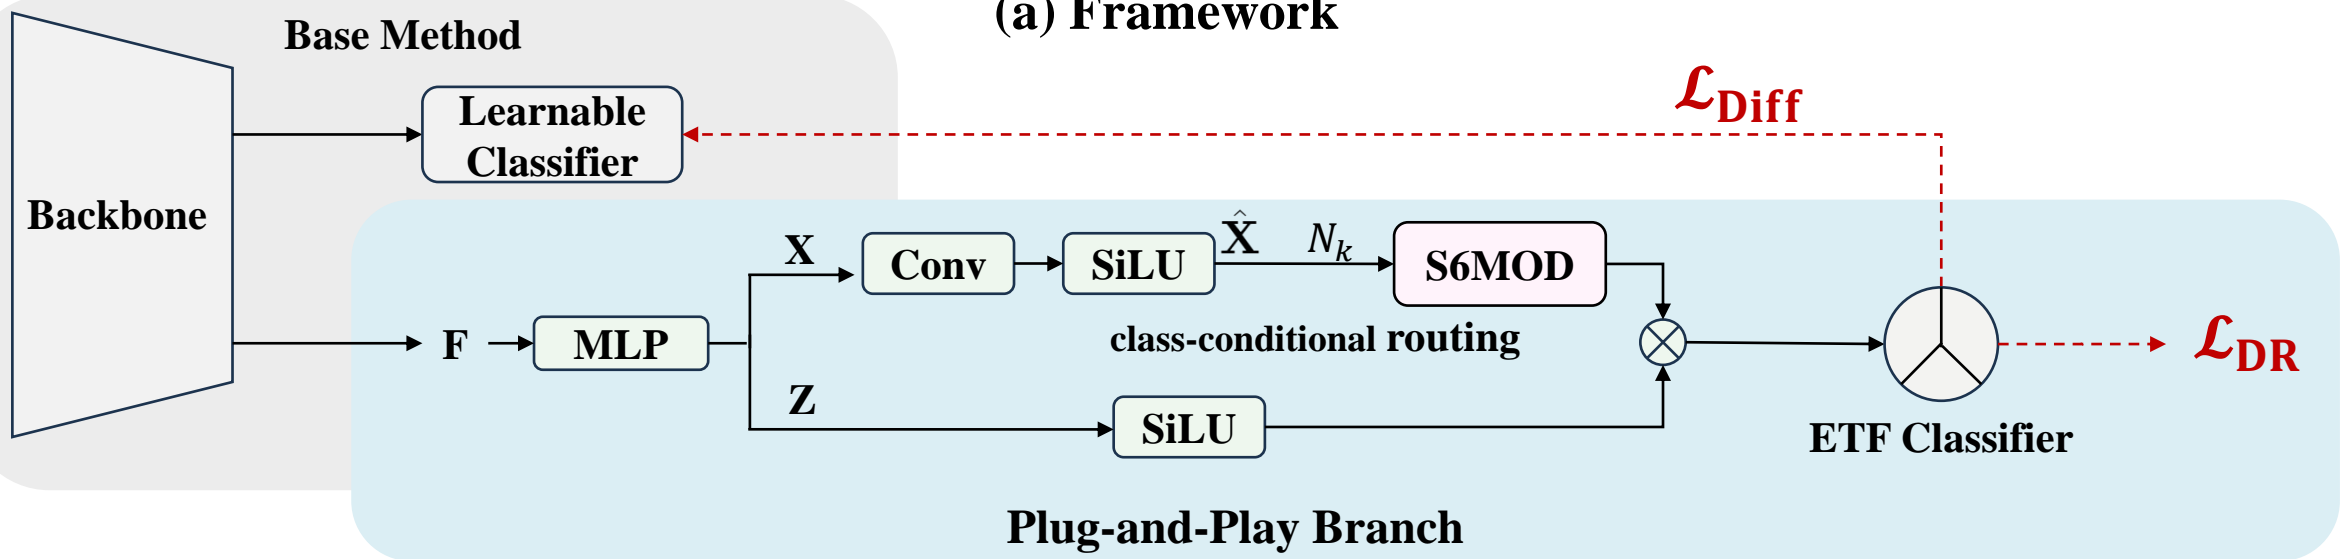 (a) Framework
Base Method
Learnable
Classifier
ℒDiff
Backbone
X
Conv
SiLU
X̂
Nk
S6MOD
F
MLP
class-conditional routing
ℒDR
Z
SiLU
ETF Classifier
Plug-and-Play Branch